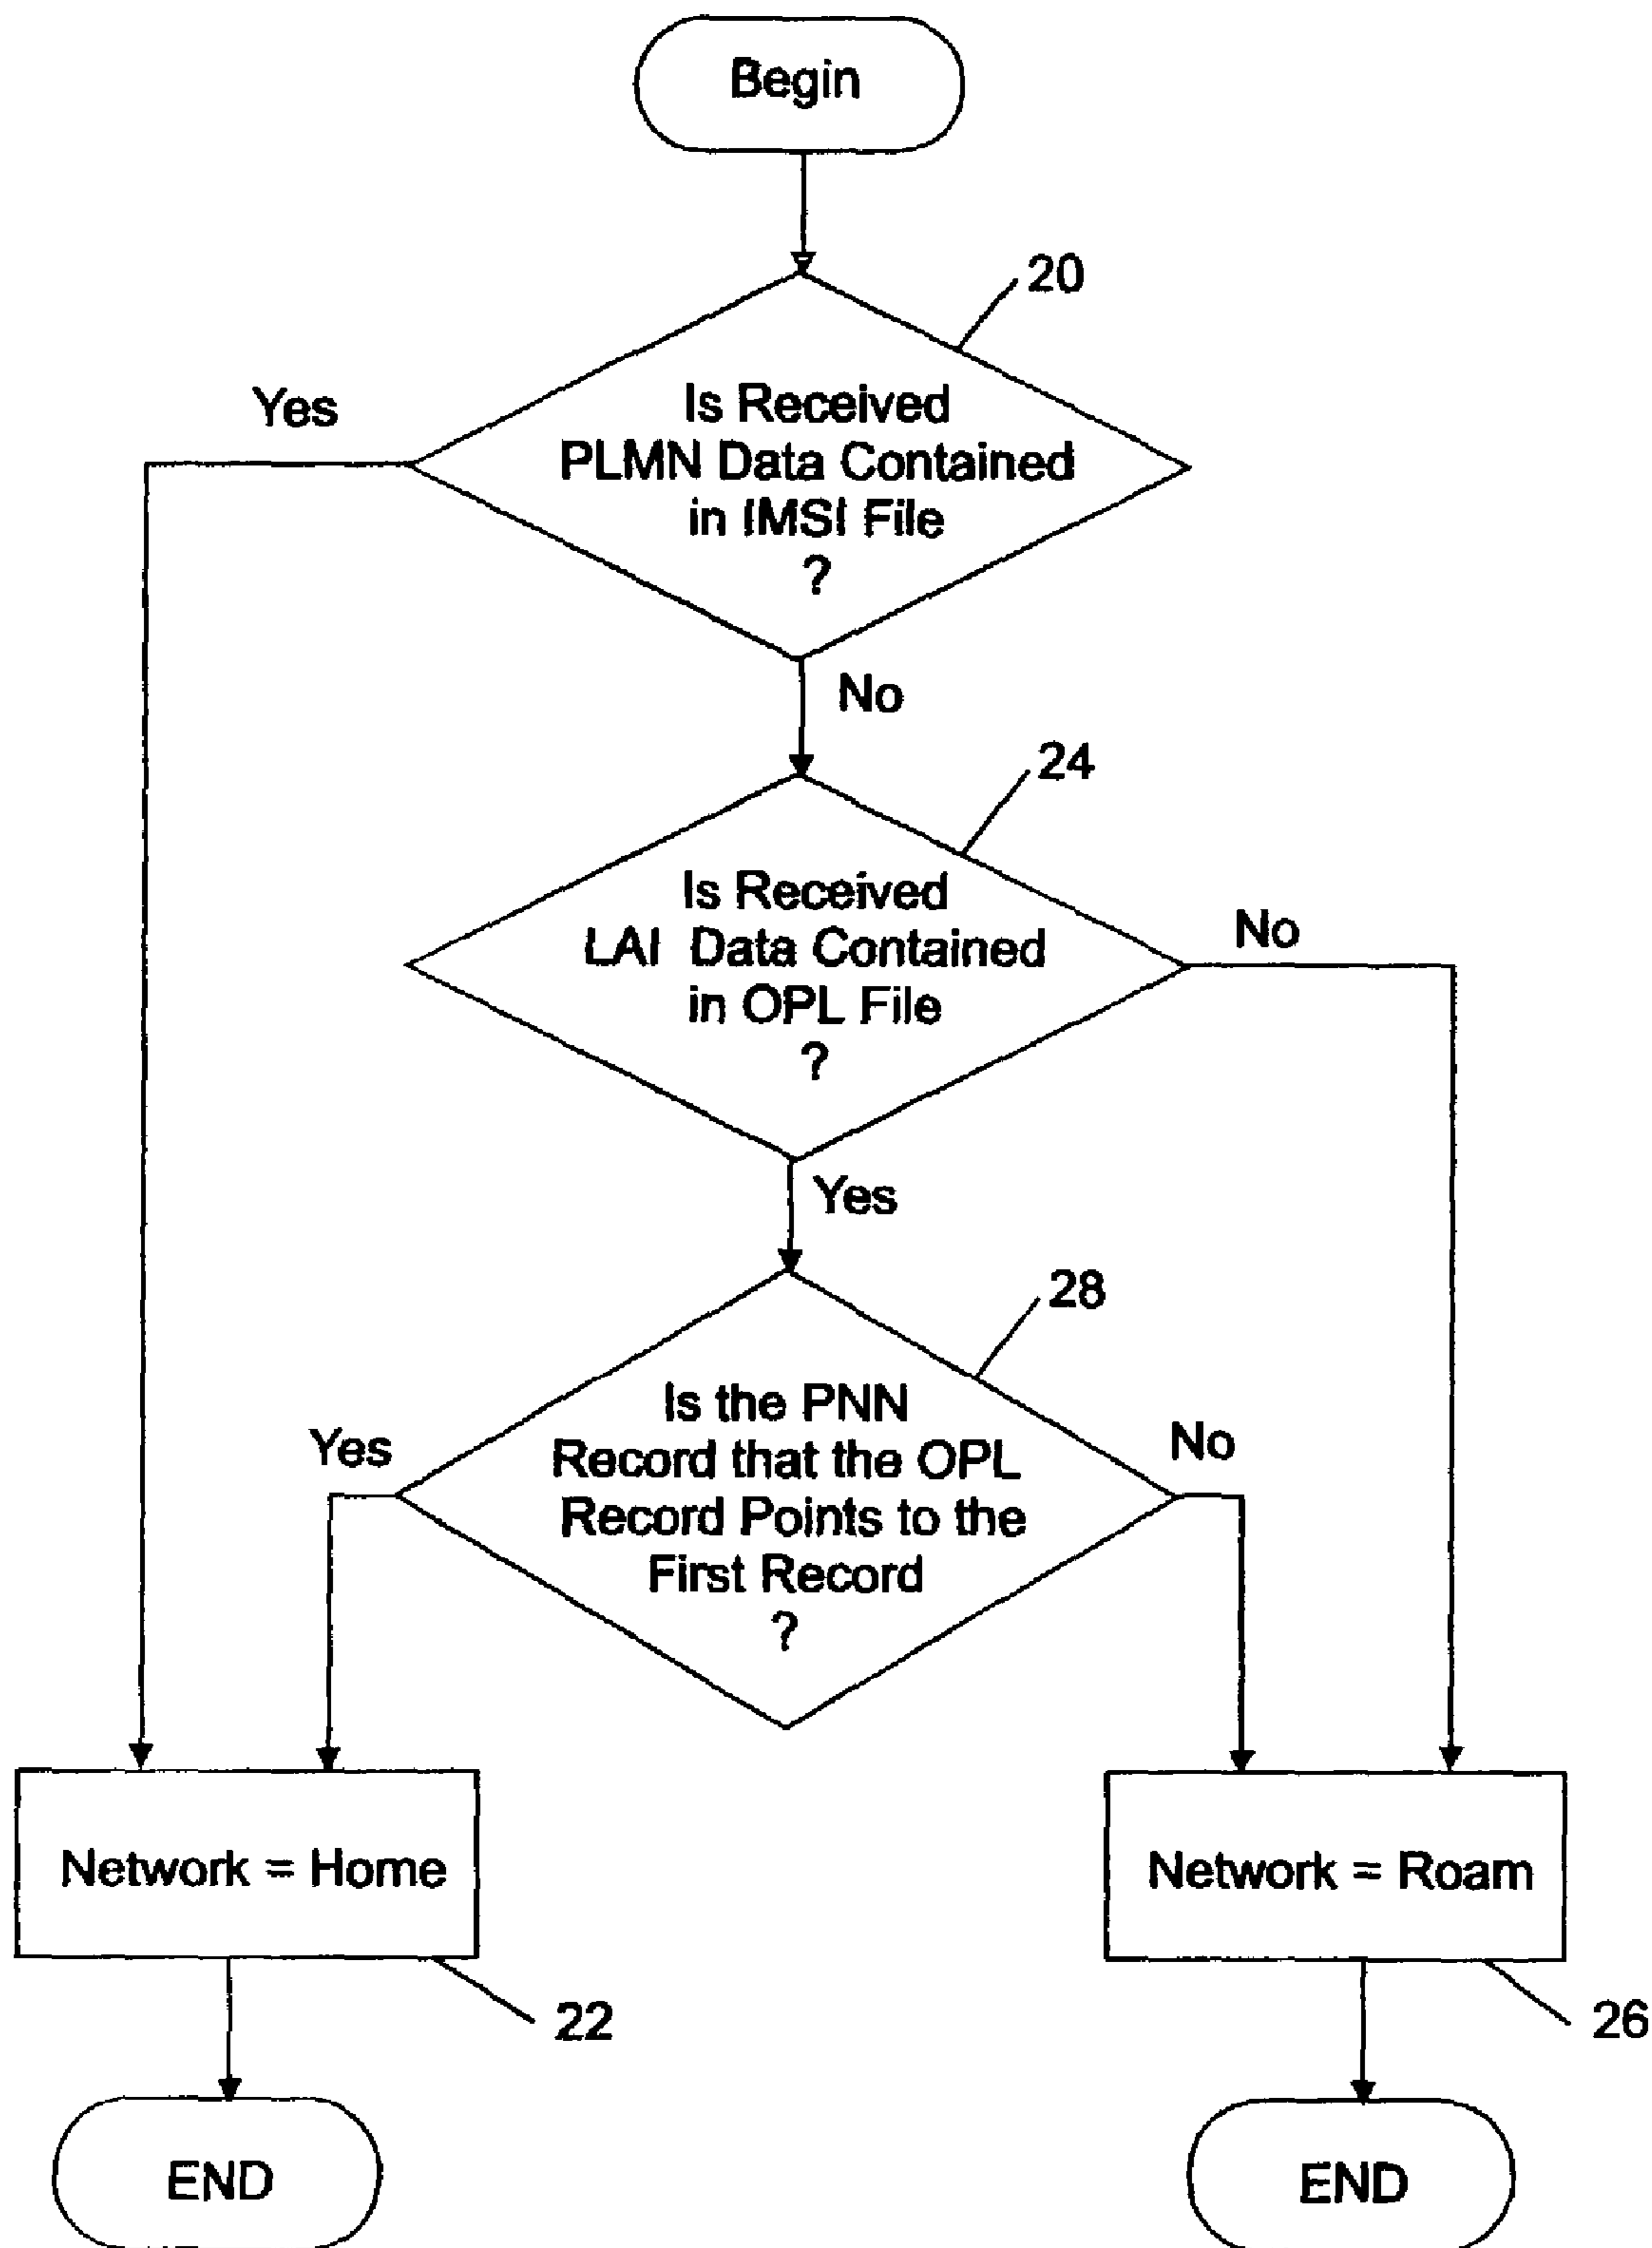 Begin
20
Yes
Is Received
PLMN Data Contained
in IMSI File
?
No
24
Is Received
LAI Data Contained
in OPL File
?
No
Yes
28
Is the PNN
Record that the OPL
Record Points to the
First Record
?
Yes
No
Network = Home
Network = Roam
22
26
END
END